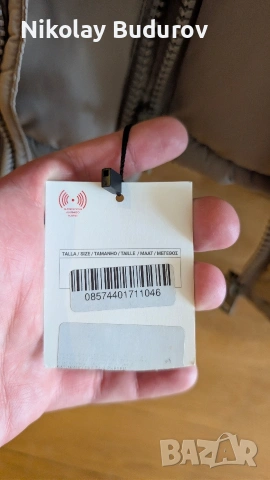 Nikolay Budurov
TALLA / SIZE / TAMANHO / TAILLE / MAAT / ΜΕΓΕΘΟΣ
08574401711046
BAZAR